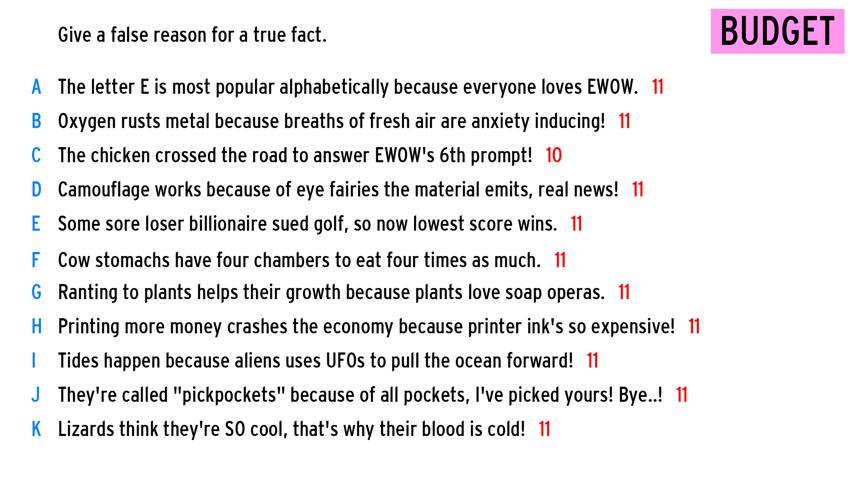 Give a false reason for a true fact.
BUDGET
A The letter E is most popular alphabetically because everyone loves EWOW. 11
B Oxygen rusts metal because breaths of fresh air are anxiety inducing! 11
C The chicken crossed the road to answer EWOW's 6th prompt! 10
D Camouflage works because of eye fairies the material emits, real news! 11
E Some sore loser billionaire sued golf, so now lowest score wins. 11
F Cow stomachs have four chambers to eat four times as much. 11
G Ranting to plants helps their growth because plants love soap operas. 11
H Printing more money crashes the economy because printer ink's so expensive! 11
I Tides happen because aliens uses UFOs to pull the ocean forward! 11
J They're called "pickpockets" because of all pockets, I've picked yours! Bye..! 11
K Lizards think they're SO cool, that's why their blood is cold! 11